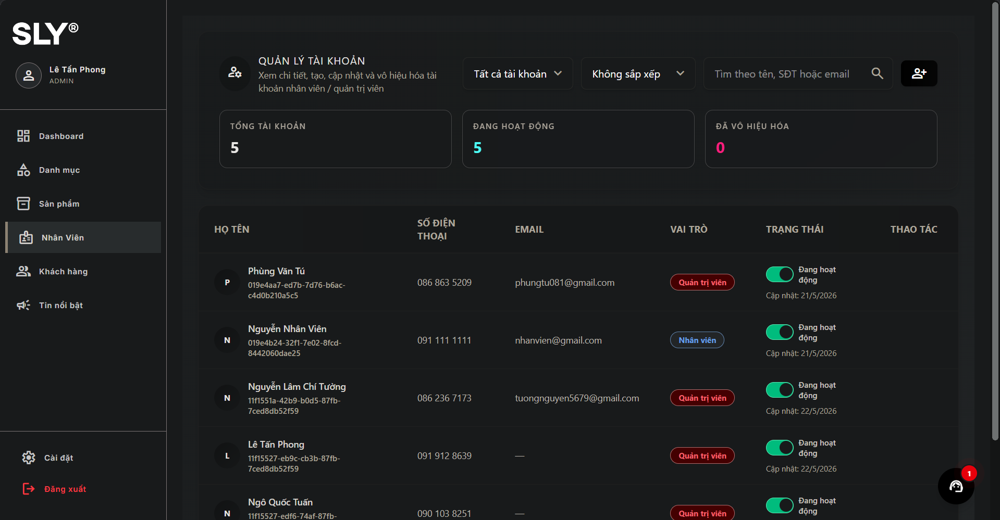 SLY®
Lê Tấn Phong
ADMIN
Dashboard
Danh mục
Sản phẩm
Nhân Viên
Khách hàng
Tin nổi bật
Cài đặt
Đăng xuất
QUẢN LÝ TÀI KHOẢN
Xem chi tiết, tạo, cập nhật và vô hiệu hóa tài
khoản nhân viên / quản trị viên
Tất cả tài khoản
Không sắp xếp
Tìm theo tên, SĐT hoặc email
TỔNG TÀI KHOẢN
5
ĐANG HOẠT ĐỘNG
5
ĐÃ VÔ HIỆU HÓA
0
HỌ TÊN
SỐ ĐIỆN
THOẠI
EMAIL
VAI TRÒ
TRẠNG THÁI
THAO TÁC
P
Phùng Văn Tú
019e4aa7-ed7b-7d76-b6ac-
c4d0b210a5c5
086 863 5209
phungtu081@gmail.com
Quản trị viên
Đang hoạt
động
Cập nhật: 21/5/2026
N
Nguyễn Nhân Viên
019e4b24-32f1-7e02-8fcd-
8442060dae25
091 111 1111
nhanvien@gmail.com
Nhân viên
Đang hoạt
động
Cập nhật: 21/5/2026
N
Nguyễn Lâm Chí Tường
11f1551a-42b9-b0d5-87fb-
7ced8db52f59
086 236 7173
tuongnguyen5679@gmail.com
Quản trị viên
Đang hoạt
động
Cập nhật: 22/5/2026
L
Lê Tấn Phong
11f15527-eb9c-cb3b-87fb-
7ced8db52f59
091 912 8639
—
Quản trị viên
Đang hoạt
động
Cập nhật: 22/5/2026
N
Ngô Quốc Tuấn
11f15527-edf6-74af-87fb-
090 103 8251
—
Quản trị viên
Đang hoạt
động
1